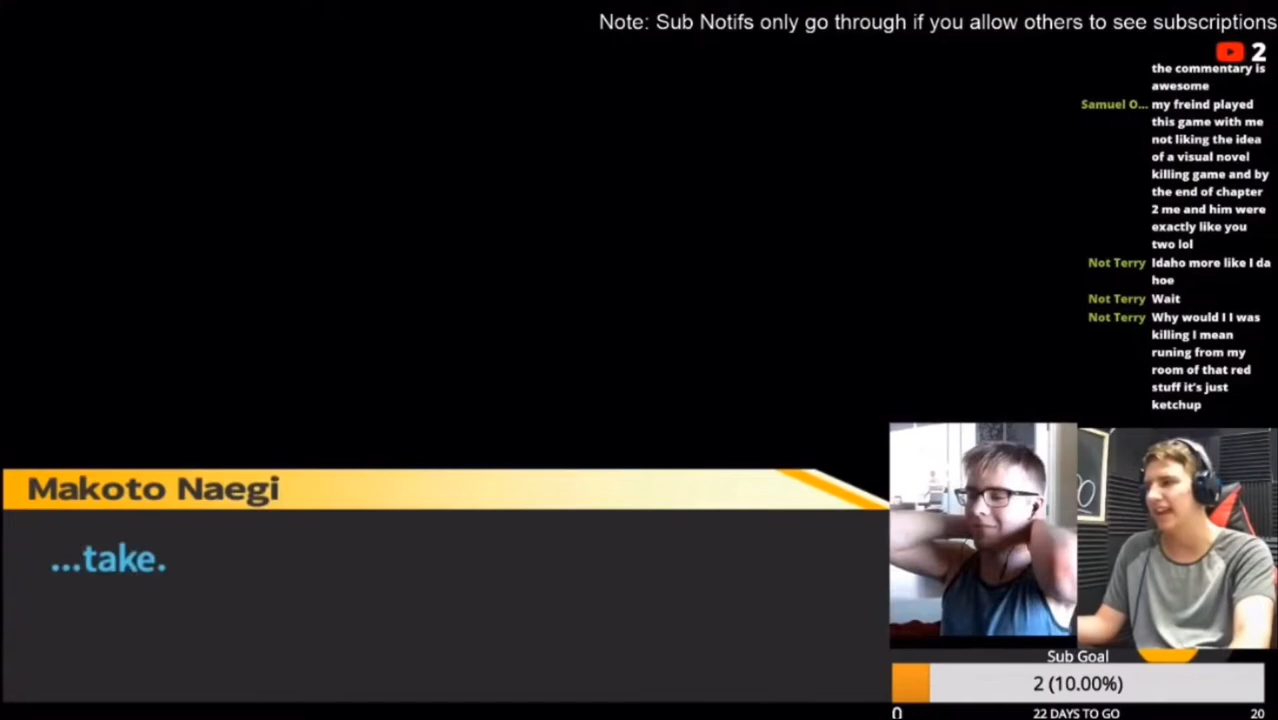 Note: Sub Notifs only go through if you allow others to see subscriptions
2
the commentary is
awesome
Samuel O... my freind played
this game with me
not liking the idea
of a visual novel
killing game and by
the end of chapter
2 me and him were
exactly like you
two lol
Not Terry Idaho more like I da
hoe
Not Terry Wait
Not Terry Why would I I was
killing I mean
runing from my
room of that red
stuff it's just
ketchup
Makoto Naegi
...take.
Sub Goal
2 (10.00%)
0 22 DAYS TO GO 20